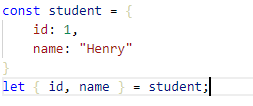 const student = {
    id: 1,
    name: "Henry"
}
let { id, name } = student;